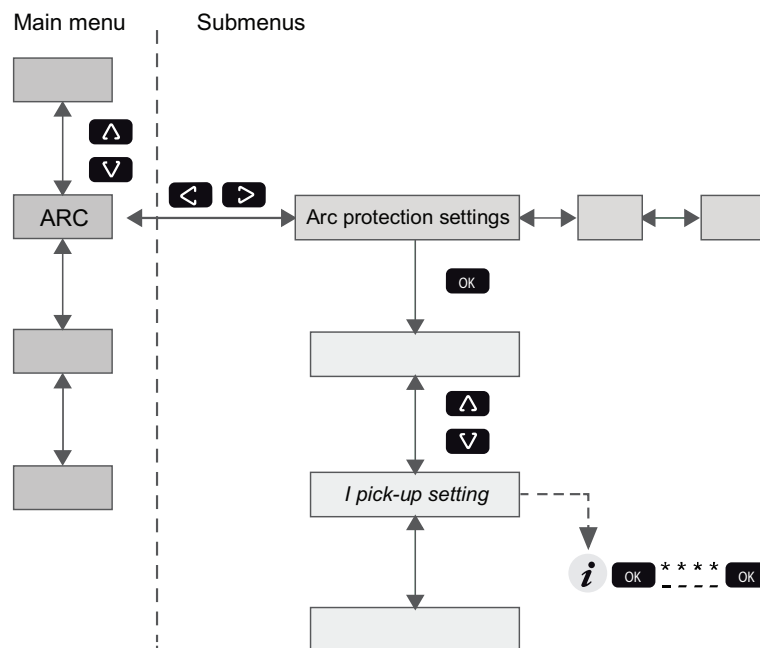 Main menu
Submenus
ARC
Arc protection settings
OK
I pick-up setting
i OK * * * * OK
_ _ _ _